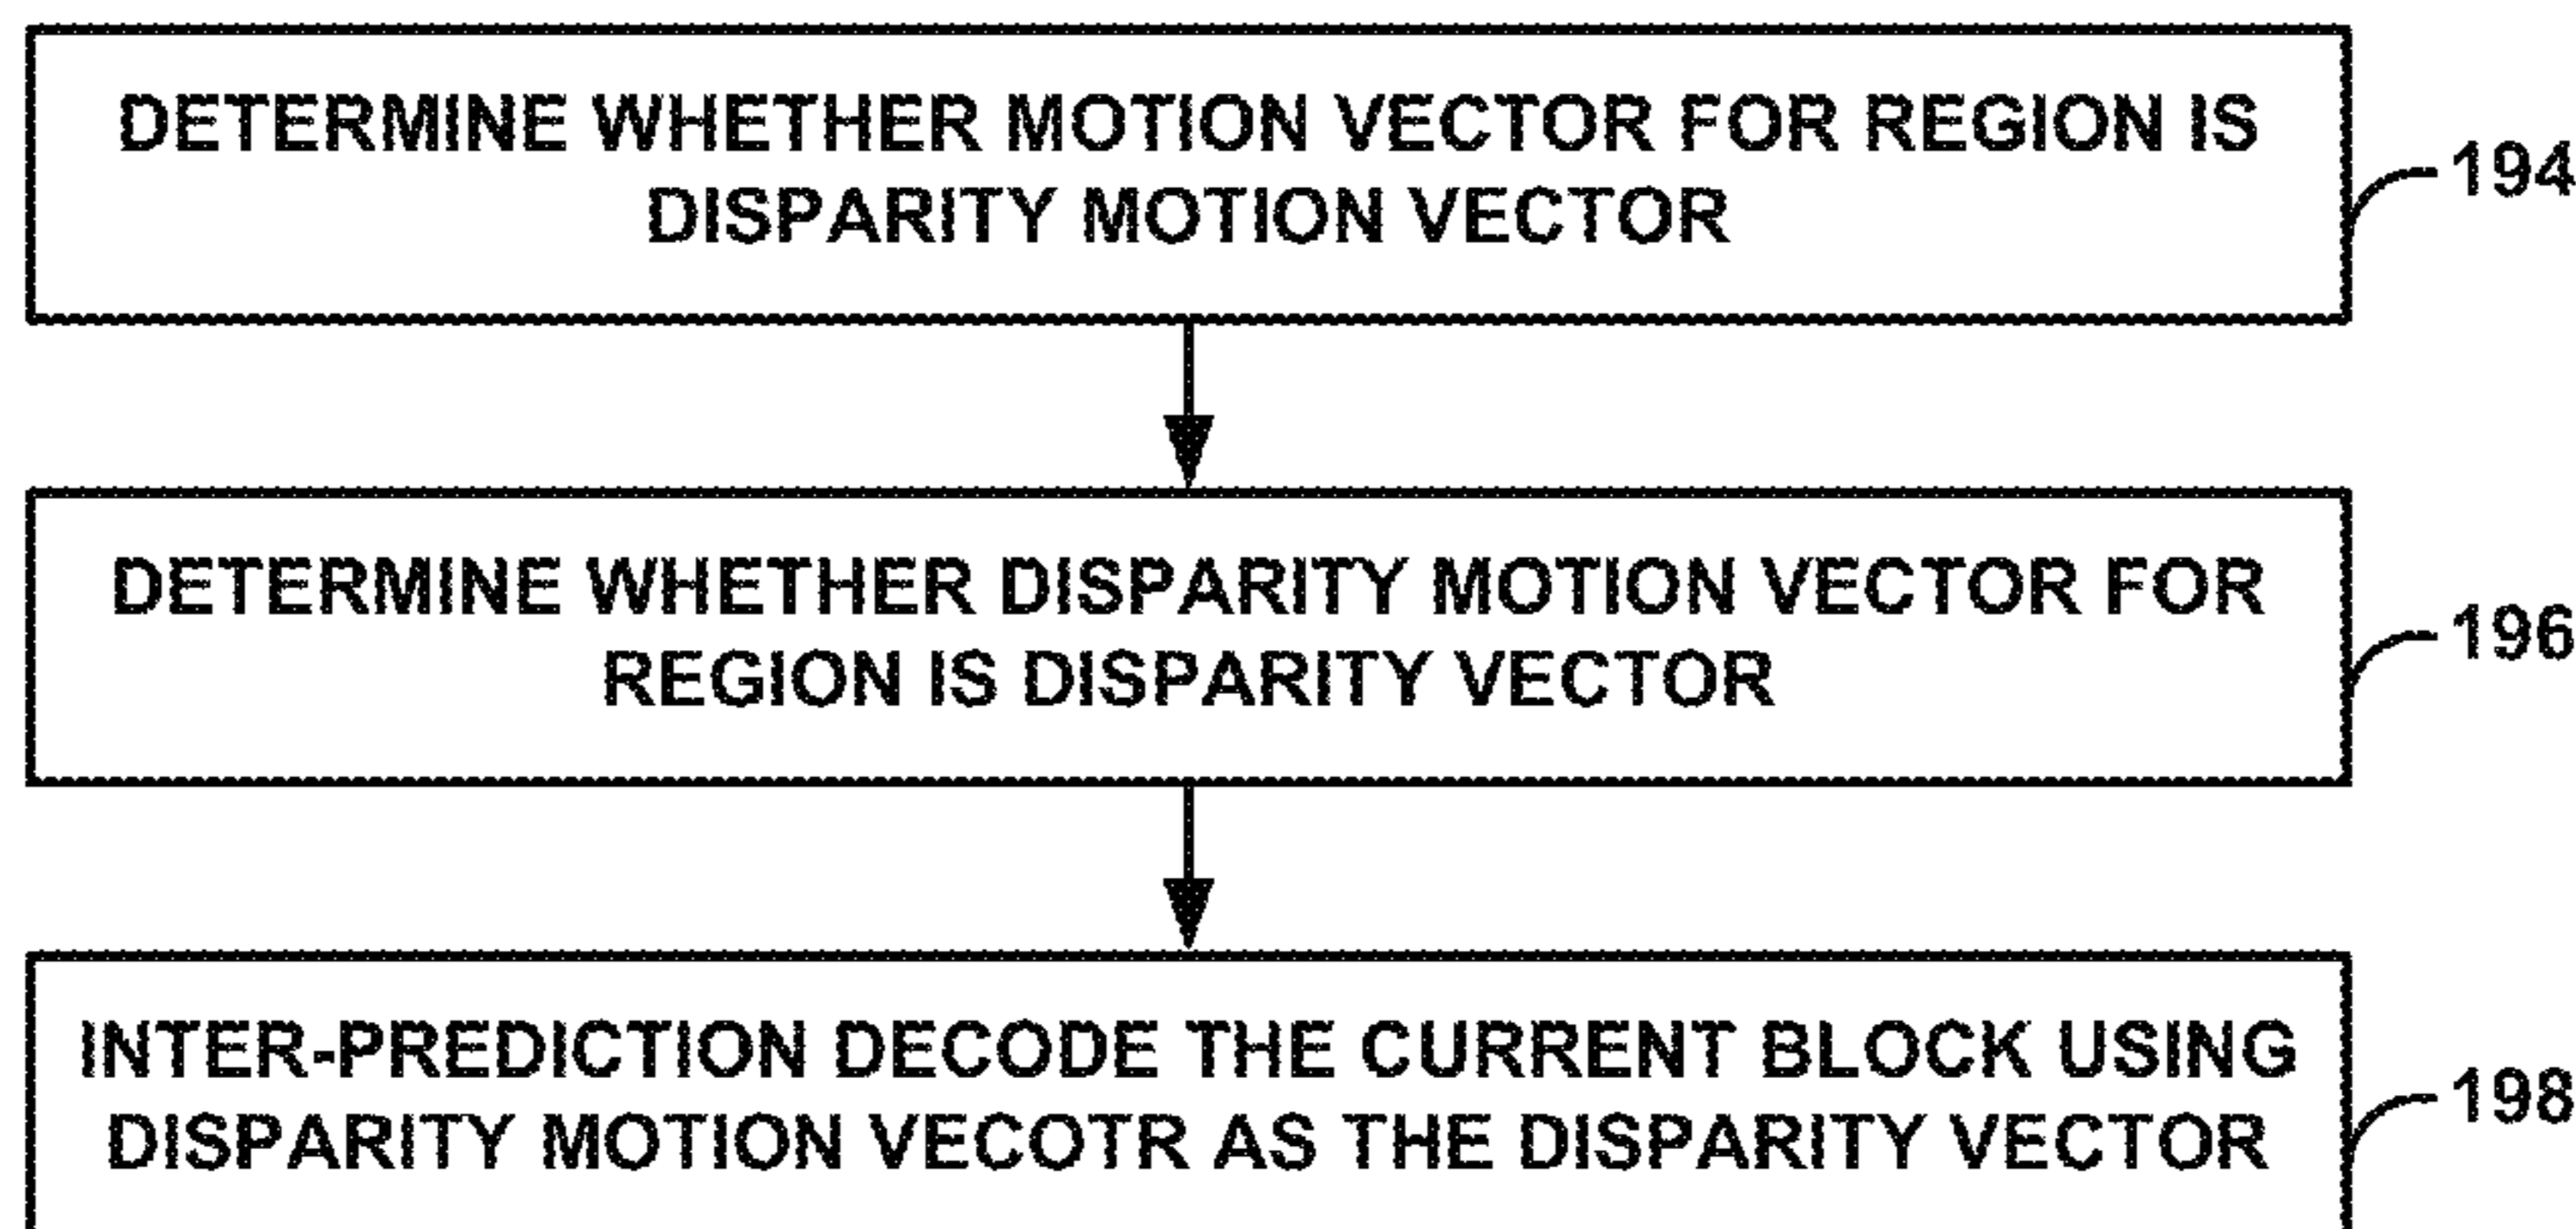 DETERMINE WHETHER MOTION VECTOR FOR REGION IS
DISPARITY MOTION VECTOR
194
DETERMINE WHETHER DISPARITY MOTION VECTOR FOR
REGION IS DISPARITY VECTOR
196
INTER-PREDICTION DECODE THE CURRENT BLOCK USING
DISPARITY MOTION VECOTR AS THE DISPARITY VECTOR
198